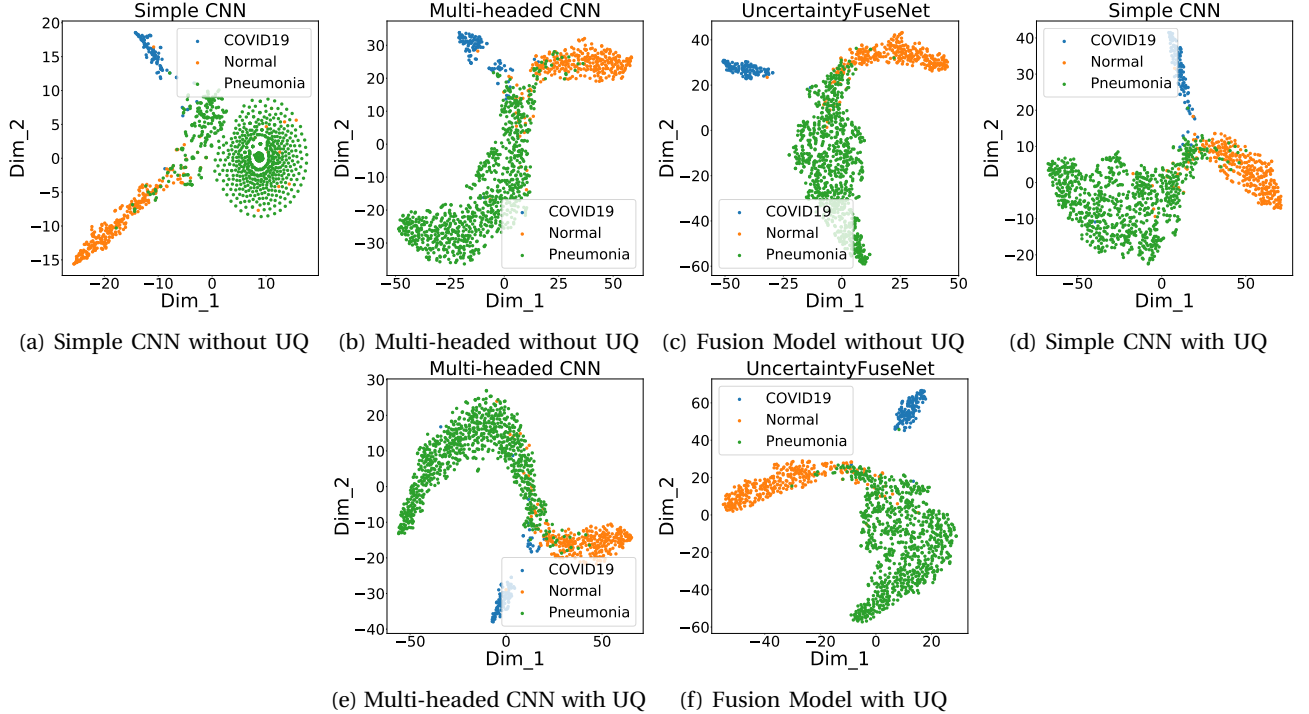 Simple CNN
Multi-headed CNN
UncertaintyFuseNet
Simple CNN
20
15
10
5
0
−5
−10
−15
Dim_2
−20
−10
0
10
Dim_1
COVID19
Normal
Pneumonia
30
20
10
0
−10
−20
−30
Dim_2
−50
−25
0
25
50
Dim_1
COVID19
Normal
Pneumonia
40
20
0
−20
−40
−60
Dim_2
−50
−25
0
25
50
Dim_1
COVID19
Normal
Pneumonia
40
30
20
10
0
−10
−20
Dim_2
−50
0
50
Dim_1
COVID19
Normal
Pneumonia
(a) Simple CNN without UQ
(b) Multi-headed without UQ
(c) Fusion Model without UQ
(d) Simple CNN with UQ
Multi-headed CNN
UncertaintyFuseNet
30
20
10
0
−10
−20
−30
−40
Dim_2
−50
0
50
Dim_1
COVID19
Normal
Pneumonia
60
40
20
0
−20
−40
−60
Dim_2
−40
−20
0
20
Dim_1
COVID19
Normal
Pneumonia
(e) Multi-headed CNN with UQ
(f) Fusion Model with UQ